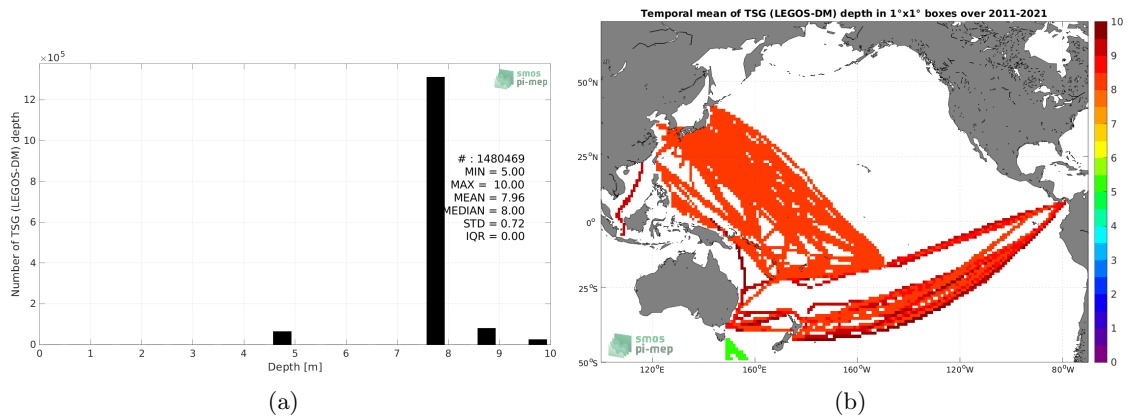 ×10⁵
12
10
8
6
4
2
0
Number of TSG (LEGOS-DM) depth
smos
pi-mep
# : 1480469
MIN = 5.00
MAX = 10.00
MEAN = 7.96
MEDIAN = 8.00
STD = 0.72
IQR = 0.00
0 1 2 3 4 5 6 7 8 9 10
Depth [m]
(a)
Temporal mean of TSG (LEGOS-DM) depth in 1°x1° boxes over 2011-2021
50°N
25°N
0°
25°S
50°S
120°E
160°E
160°W
120°W
80°W
smos
pi-mep
10
9
8
7
6
5
4
3
2
1
0
(b)